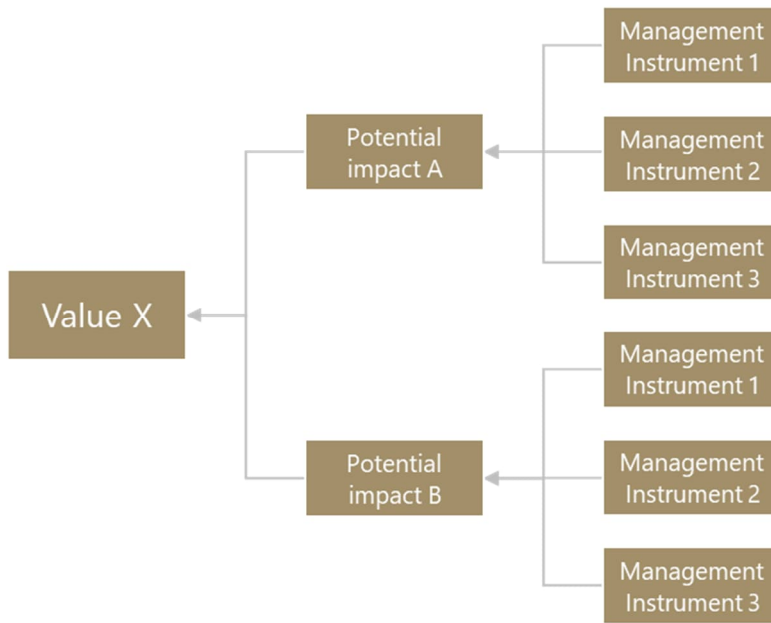 Management
Instrument 1
Potential
impact A
Management
Instrument 2
Management
Instrument 3
Value X
Management
Instrument 1
Potential
impact B
Management
Instrument 2
Management
Instrument 3